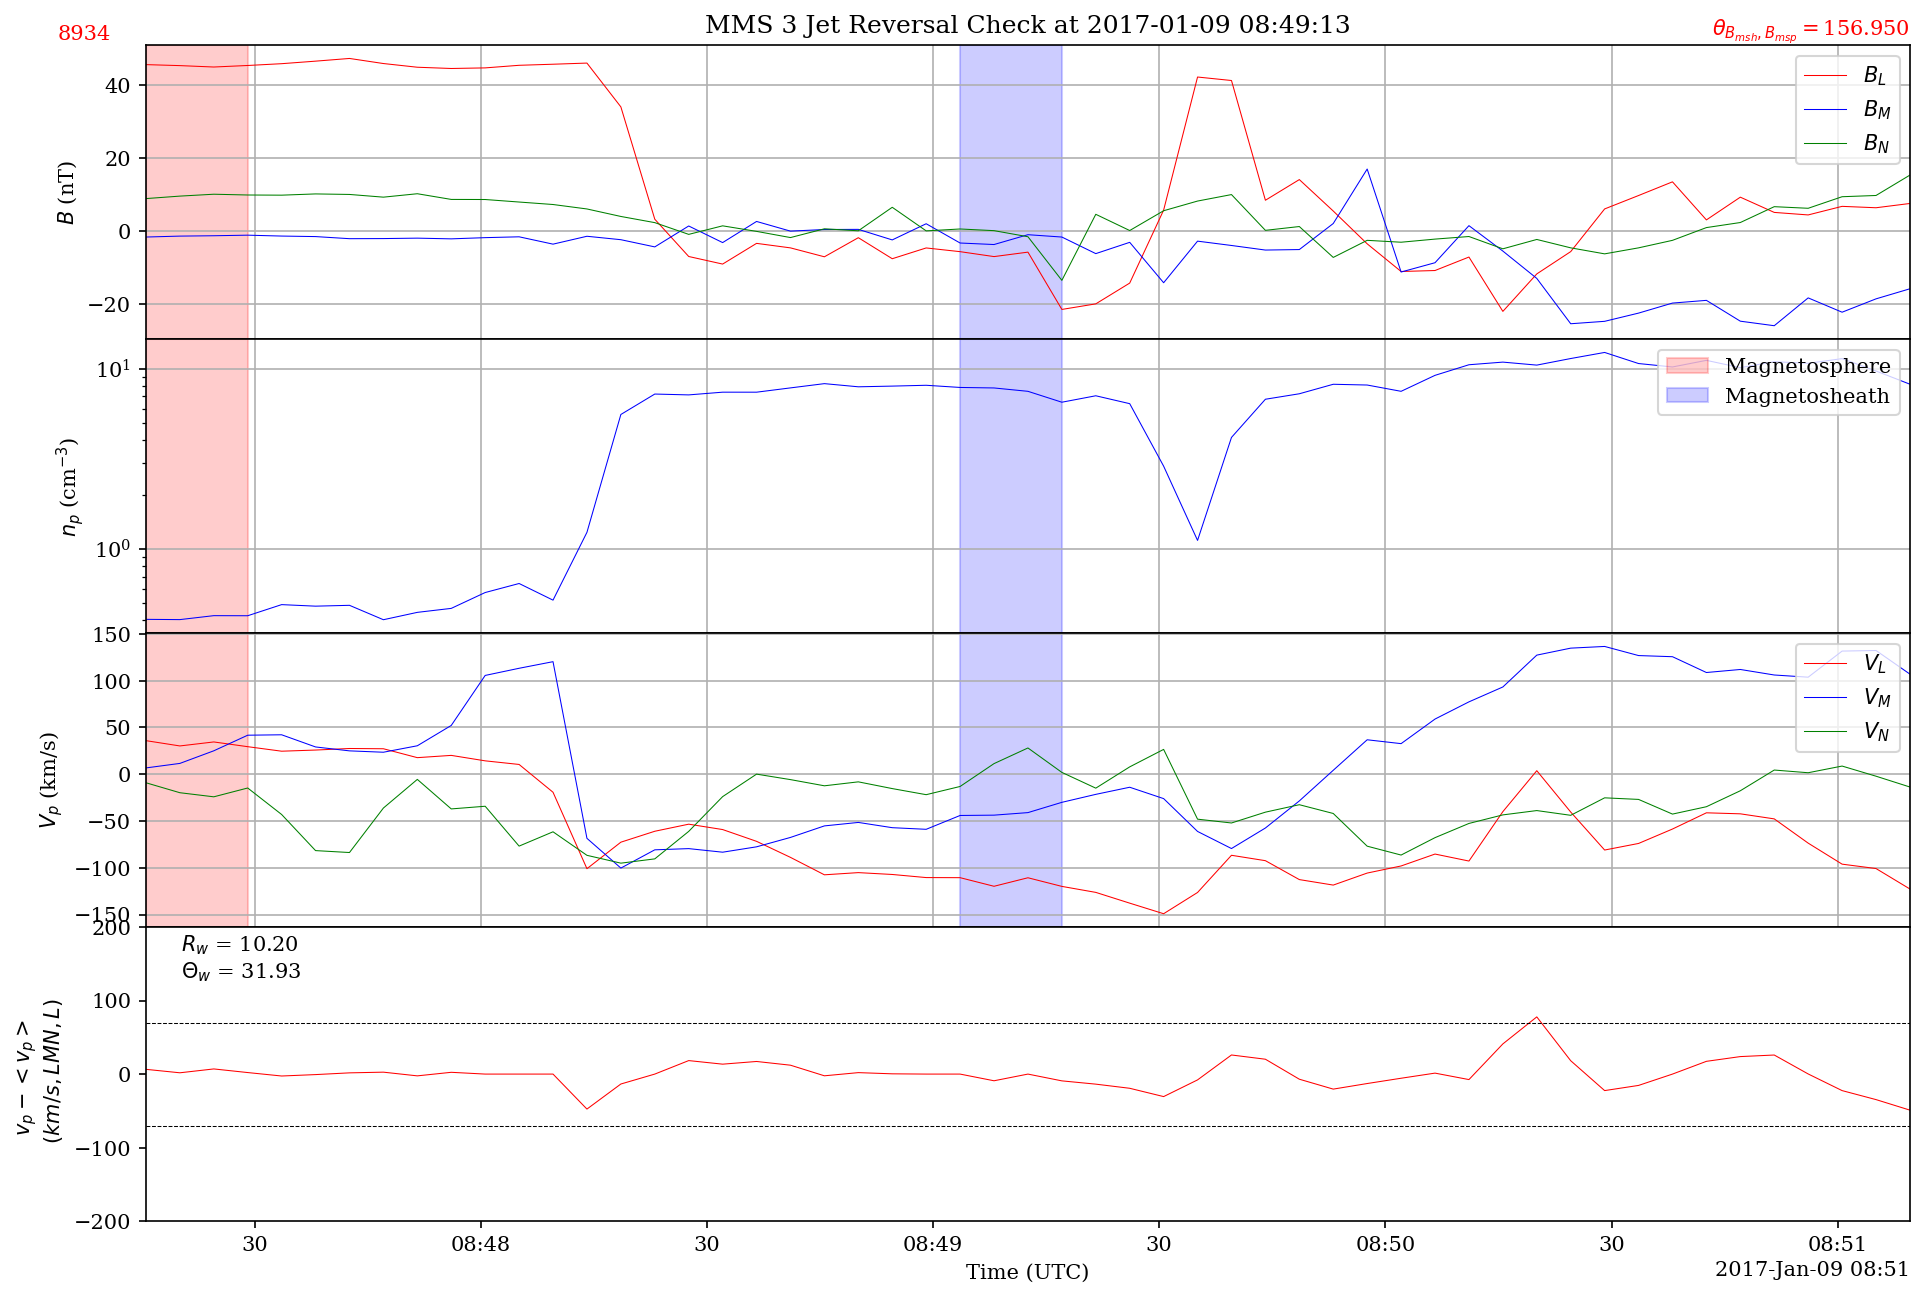 MMS 3 Jet Reversal Check at 2017-01-09 08:49:13
8934
θ_{B_{msh}, B_{msp}} = 156.950
40
20
0
−20
B (nT)
B_L
B_M
B_N
10^1
10^0
n_p (cm^{−3})
Magnetosphere
Magnetosheath
150
100
50
0
−50
−100
−150
V_p (km/s)
V_L
V_M
V_N
200
100
0
−100
−200
v_p − < v_p >
(km/s, LMN, L)
R_w = 10.20
Θ_w = 31.93
30
08:48
30
08:49
30
08:50
30
08:51
Time (UTC)
2017-Jan-09 08:51